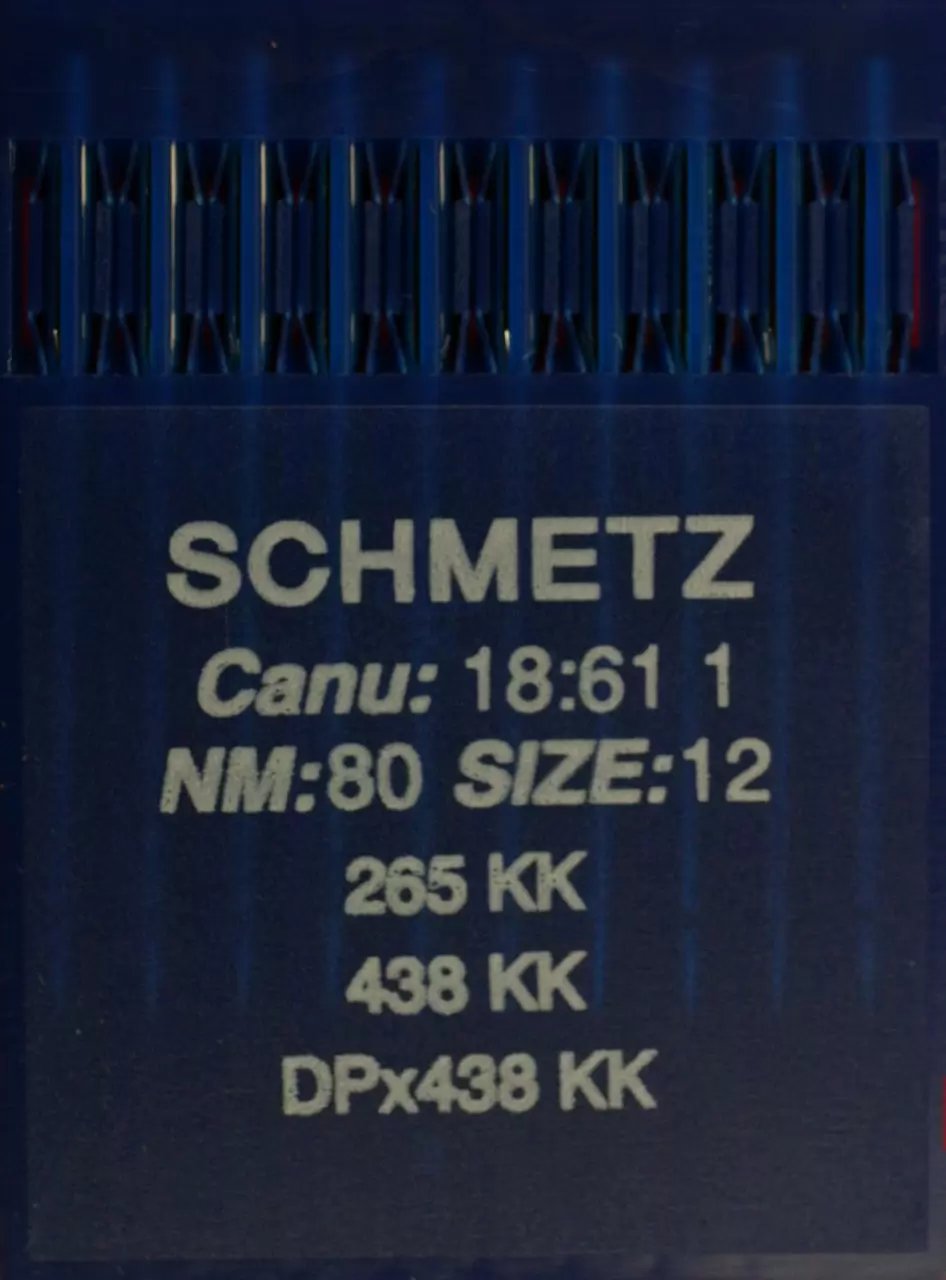 SCHMETZ
Canu: 18:61 1
NM:80 SIZE:12
265 KK
438 KK
DPx438 KK